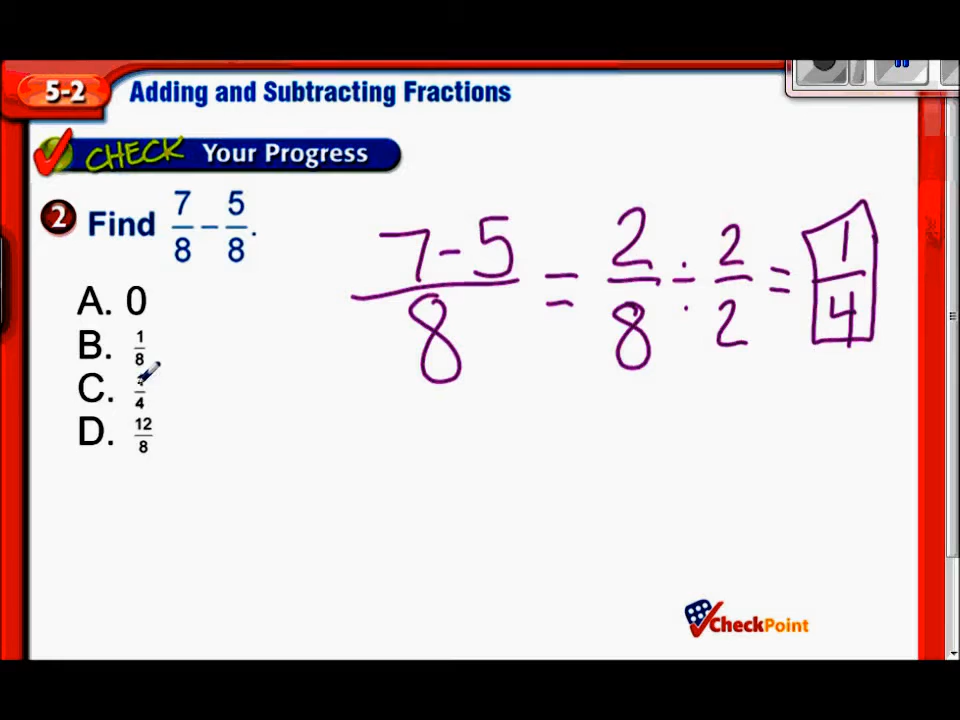 5-2 Adding and Subtracting Fractions
CHECK Your Progress
2 Find 7/8 − 5/8.
7 - 5 / 8 = 2/8 ÷ 2/2 = 1/4
A. 0
B. 1/8
C. /4
D. 12/8
CheckPoint